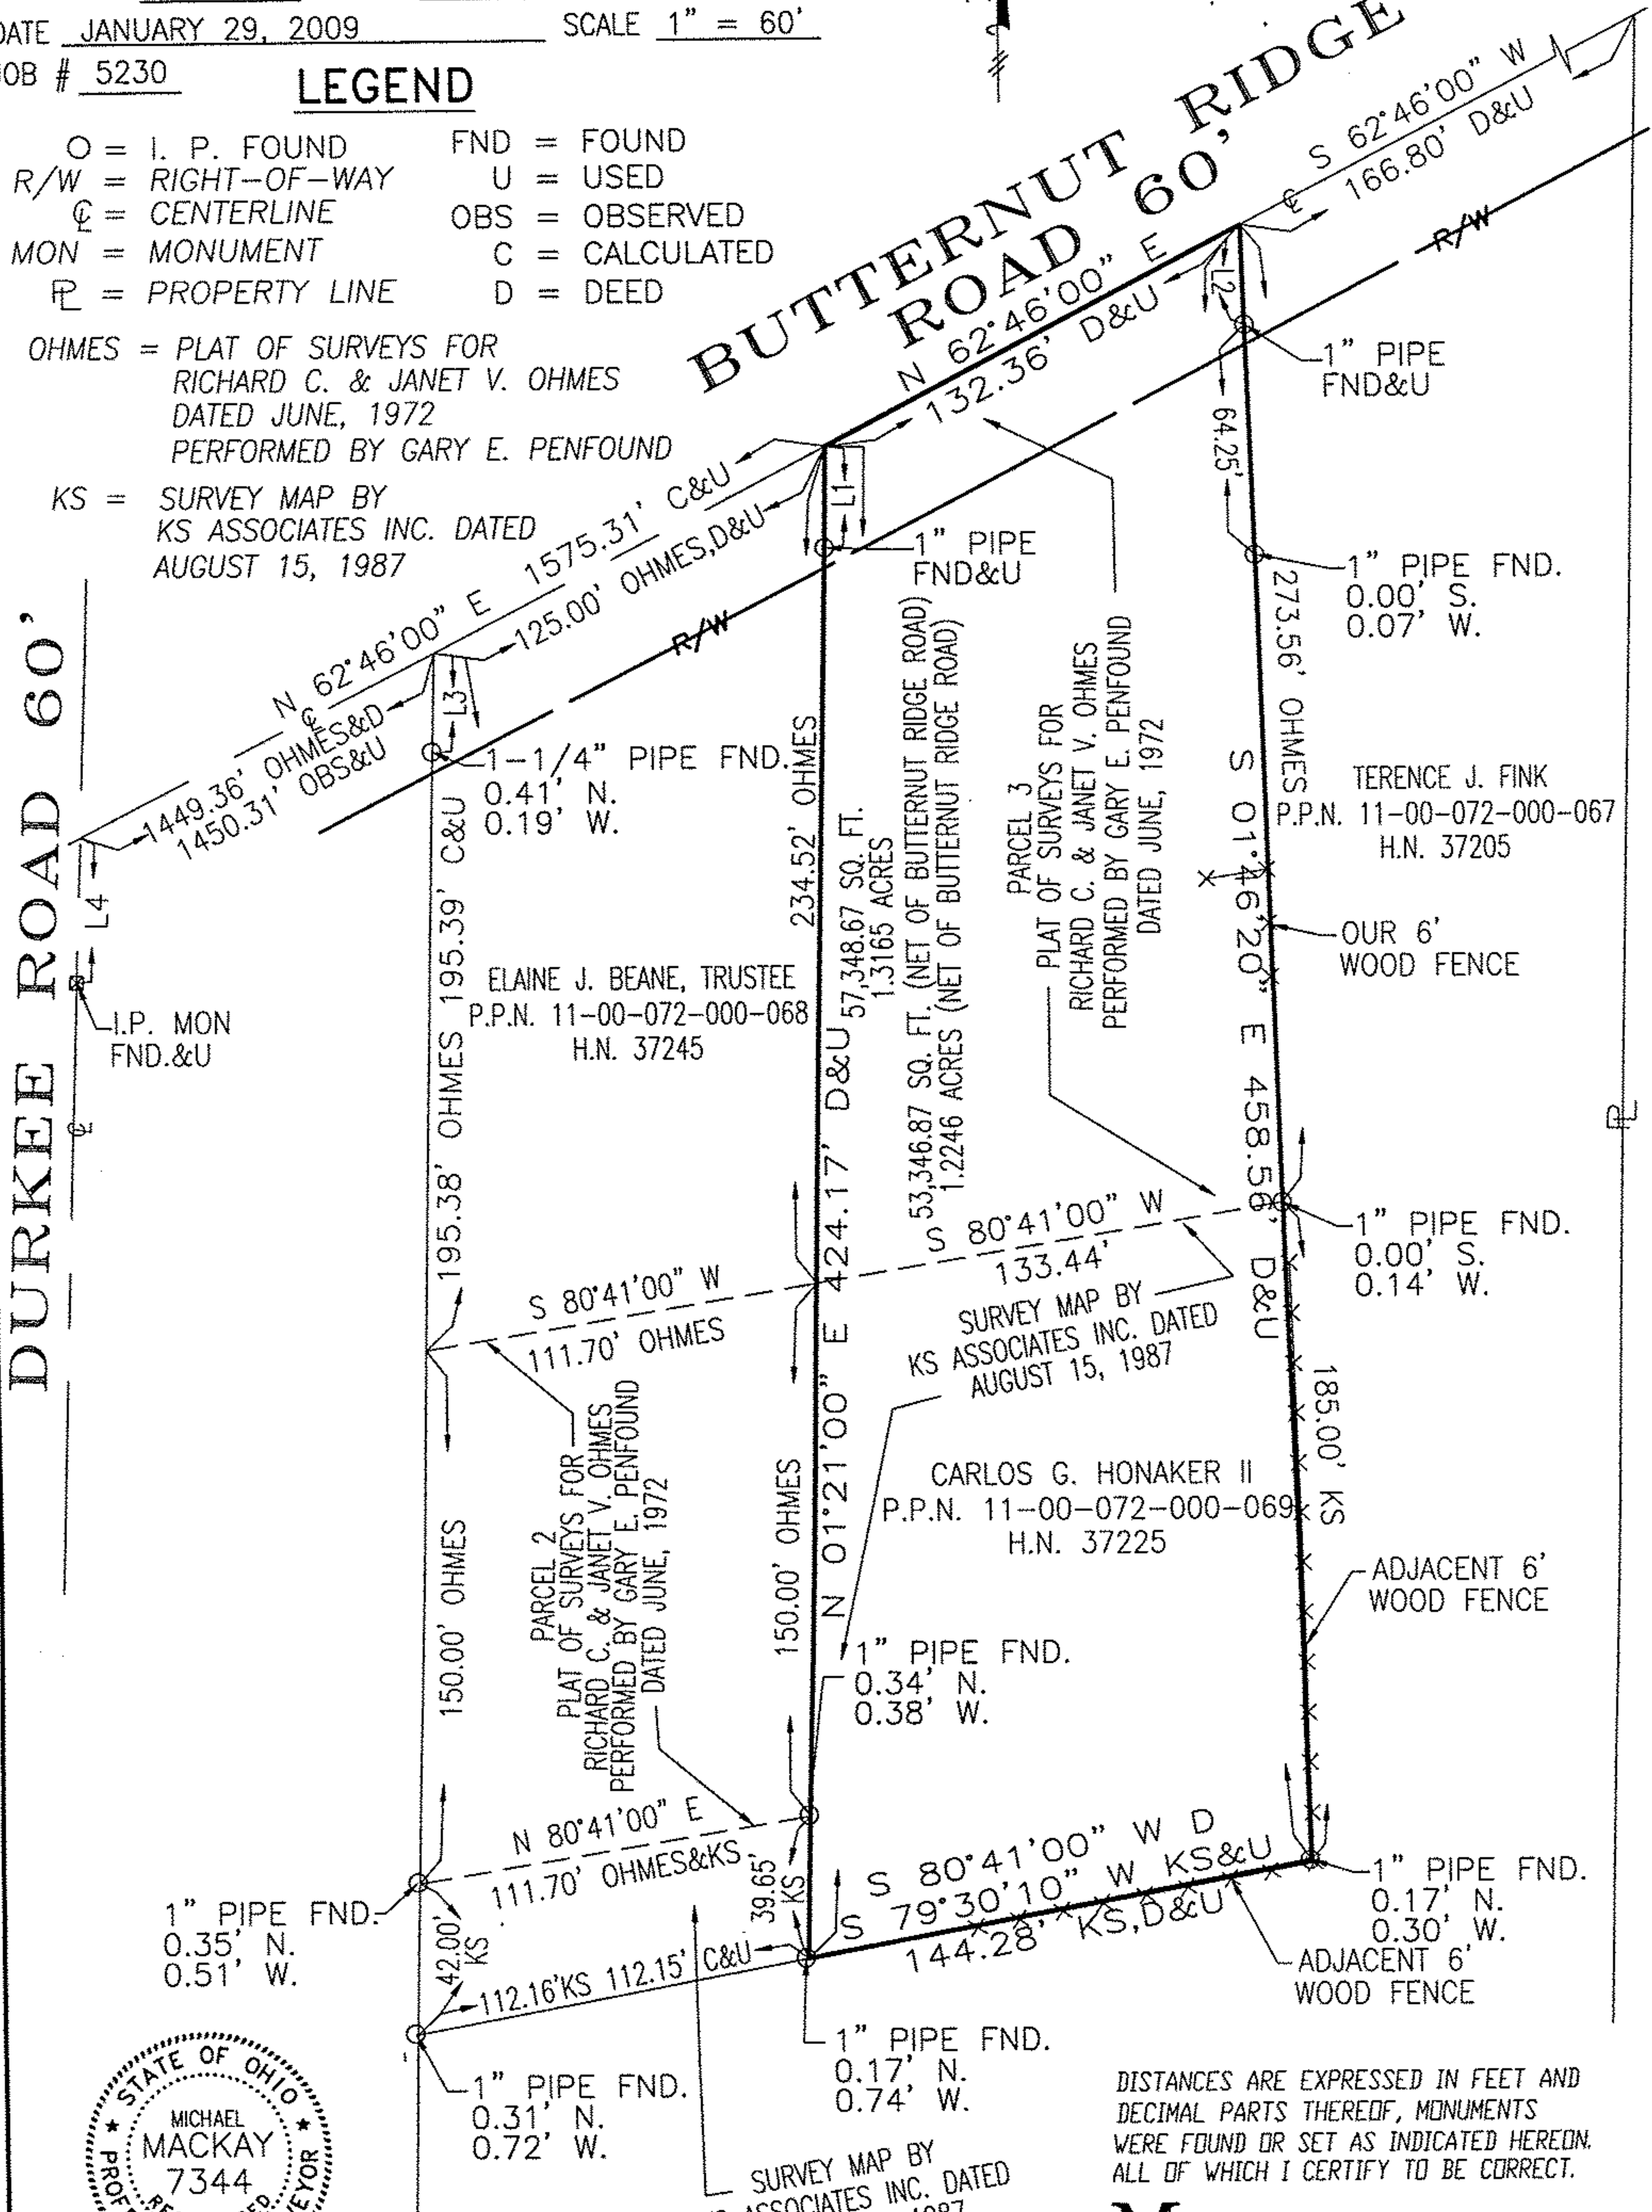 DATE JANUARY 29, 2009 SCALE 1" = 60'
JOB # 5230
LEGEND
O = I. P. FOUND
R/W = RIGHT-OF-WAY
℄ = CENTERLINE
MON = MONUMENT
PL = PROPERTY LINE
FND = FOUND
U = USED
OBS = OBSERVED
C = CALCULATED
D = DEED
OHMES = PLAT OF SURVEYS FOR
RICHARD C. & JANET V. OHMES
DATED JUNE, 1972
PERFORMED BY GARY E. PENFOUND
KS = SURVEY MAP BY
KS ASSOCIATES INC. DATED
AUGUST 15, 1987
BUTTERNUT RIDGE
ROAD 60'
S 62°46'00" W
℄ 166.80' D&U
R/W
N 62°46'00" E
132.36' D&U
L2
1" PIPE
FND&U
64.25'
L1
1" PIPE
FND&U
1" PIPE FND.
0.00' S.
0.07' W.
N 62°46'00" E 1575.31' C&U
℄ 125.00' OHMES,D&U
R/W
1449.36' OHMES&D
1450.31' OBS&U
L3
1-1/4" PIPE FND.
0.41' N.
0.19' W.
DURKEE ROAD 60'
L4
I.P. MON
FND.&U
℄
195.38' OHMES 195.39' C&U
ELAINE J. BEANE, TRUSTEE
P.P.N. 11-00-072-000-068
H.N. 37245
234.52' OHMES
N 01°21'00" E 424.17' D&U
57,348.67 SQ. FT.
1.3165 ACRES
53,346.87 SQ. FT. (NET OF BUTTERNUT RIDGE ROAD)
1.2246 ACRES (NET OF BUTTERNUT RIDGE ROAD)
PARCEL 3
PLAT OF SURVEYS FOR
RICHARD C. & JANET V. OHMES
PERFORMED BY GARY E. PENFOUND
DATED JUNE, 1972
273.56' OHMES
S 01°46'20" E 458.56' D&U
TERENCE J. FINK
P.P.N. 11-00-072-000-067
H.N. 37205
OUR 6'
WOOD FENCE
PL
1" PIPE FND.
0.00' S.
0.14' W.
S 80°41'00" W
133.44'
S 80°41'00" W
111.70' OHMES
SURVEY MAP BY
KS ASSOCIATES INC. DATED
AUGUST 15, 1987
185.00' KS
CARLOS G. HONAKER II
P.P.N. 11-00-072-000-069
H.N. 37225
ADJACENT 6'
WOOD FENCE
150.00' OHMES
PARCEL 2
PLAT OF SURVEYS FOR
RICHARD C. & JANET V. OHMES
PERFORMED BY GARY E. PENFOUND
DATED JUNE, 1972
150.00' OHMES
1" PIPE FND.
0.34' N.
0.38' W.
N 80°41'00" E
111.70' OHMES&KS
39.65'
KS
S 80°41'00" W D
S 79°30'10" W KS&U
144.28' KS,D&U
1" PIPE FND.
0.17' N.
0.30' W.
ADJACENT 6'
WOOD FENCE
1" PIPE FND.
0.35' N.
0.51' W.
42.00'
KS
112.16'KS 112.15' C&U
1" PIPE FND.
0.17' N.
0.74' W.
1" PIPE FND.
0.31' N.
0.72' W.
STATE OF OHIO
MICHAEL
MACKAY
7344
SURVEY MAP BY
ASSOCIATES INC. DATED
DISTANCES ARE EXPRESSED IN FEET AND
DECIMAL PARTS THEREOF, MONUMENTS
WERE FOUND OR SET AS INDICATED HEREON.
ALL OF WHICH I CERTIFY TO BE CORRECT.